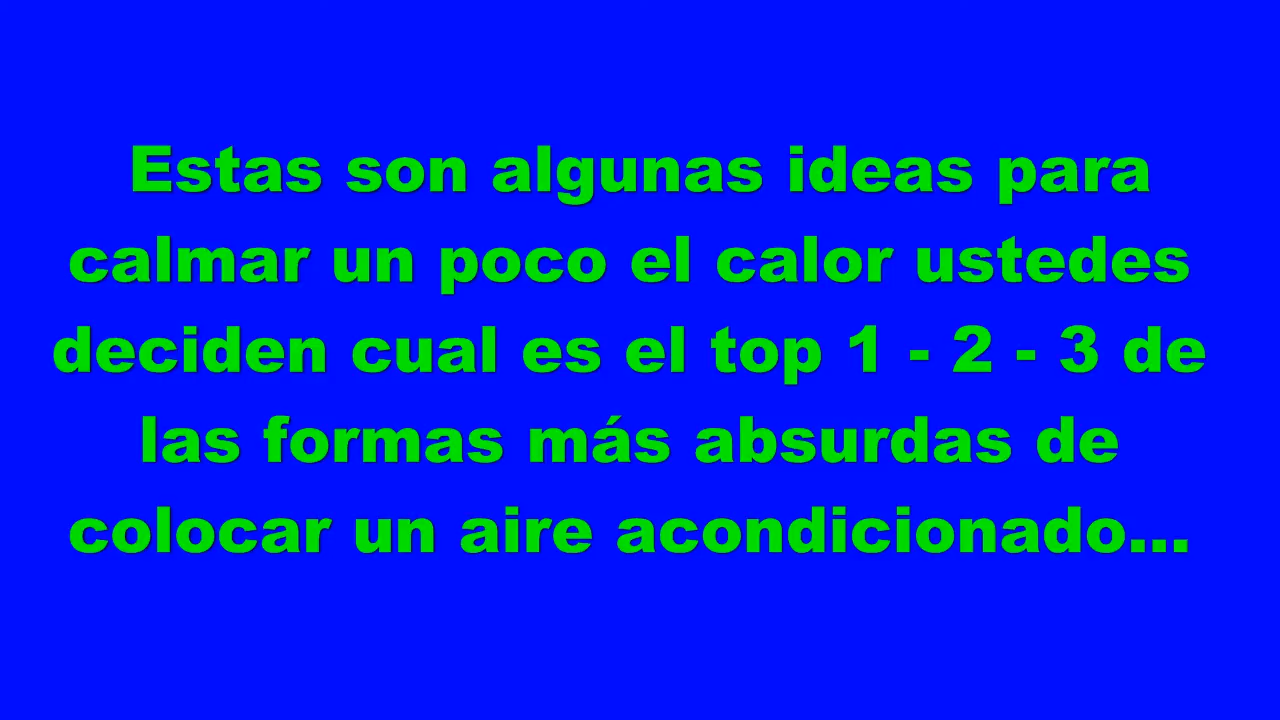 Estas son algunas ideas para
calmar un poco el calor ustedes
deciden cual es el top 1 - 2 - 3 de
las formas más absurdas de
colocar un aire acondicionado...